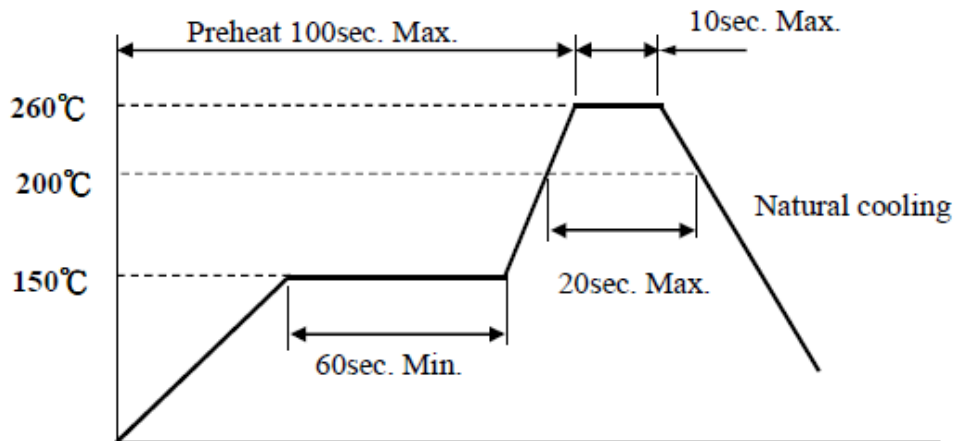 Preheat 100sec. Max.
10sec. Max.
260℃
200℃
Natural cooling
150℃
20sec. Max.
60sec. Min.